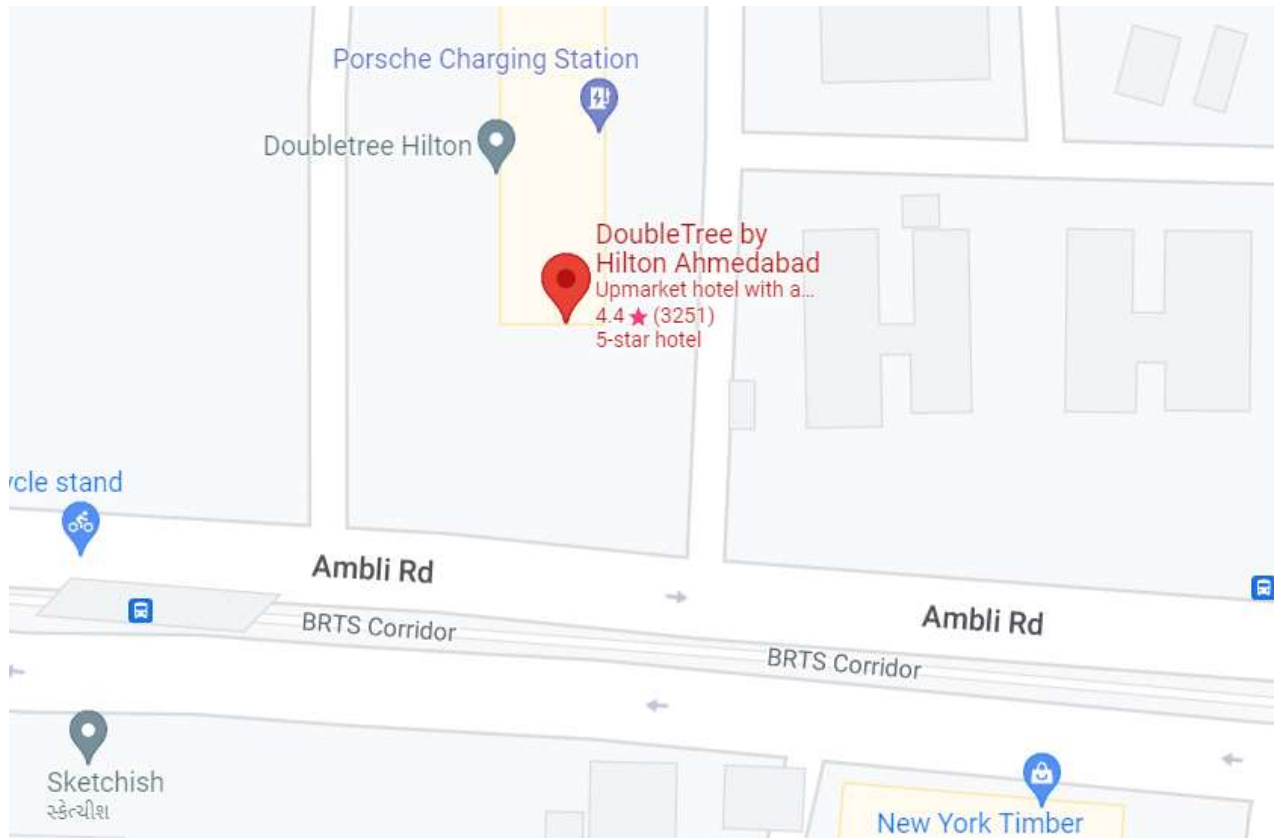 Porsche Charging Station
Doubletree Hilton
DoubleTree by
Hilton Ahmedabad
Upmarket hotel with a...
4.4 ★ (3251)
5-star hotel
ycle stand
Ambli Rd
Ambli Rd
BRTS Corridor
BRTS Corridor
Sketchish
સ્કેત્ચીશ
New York Timber